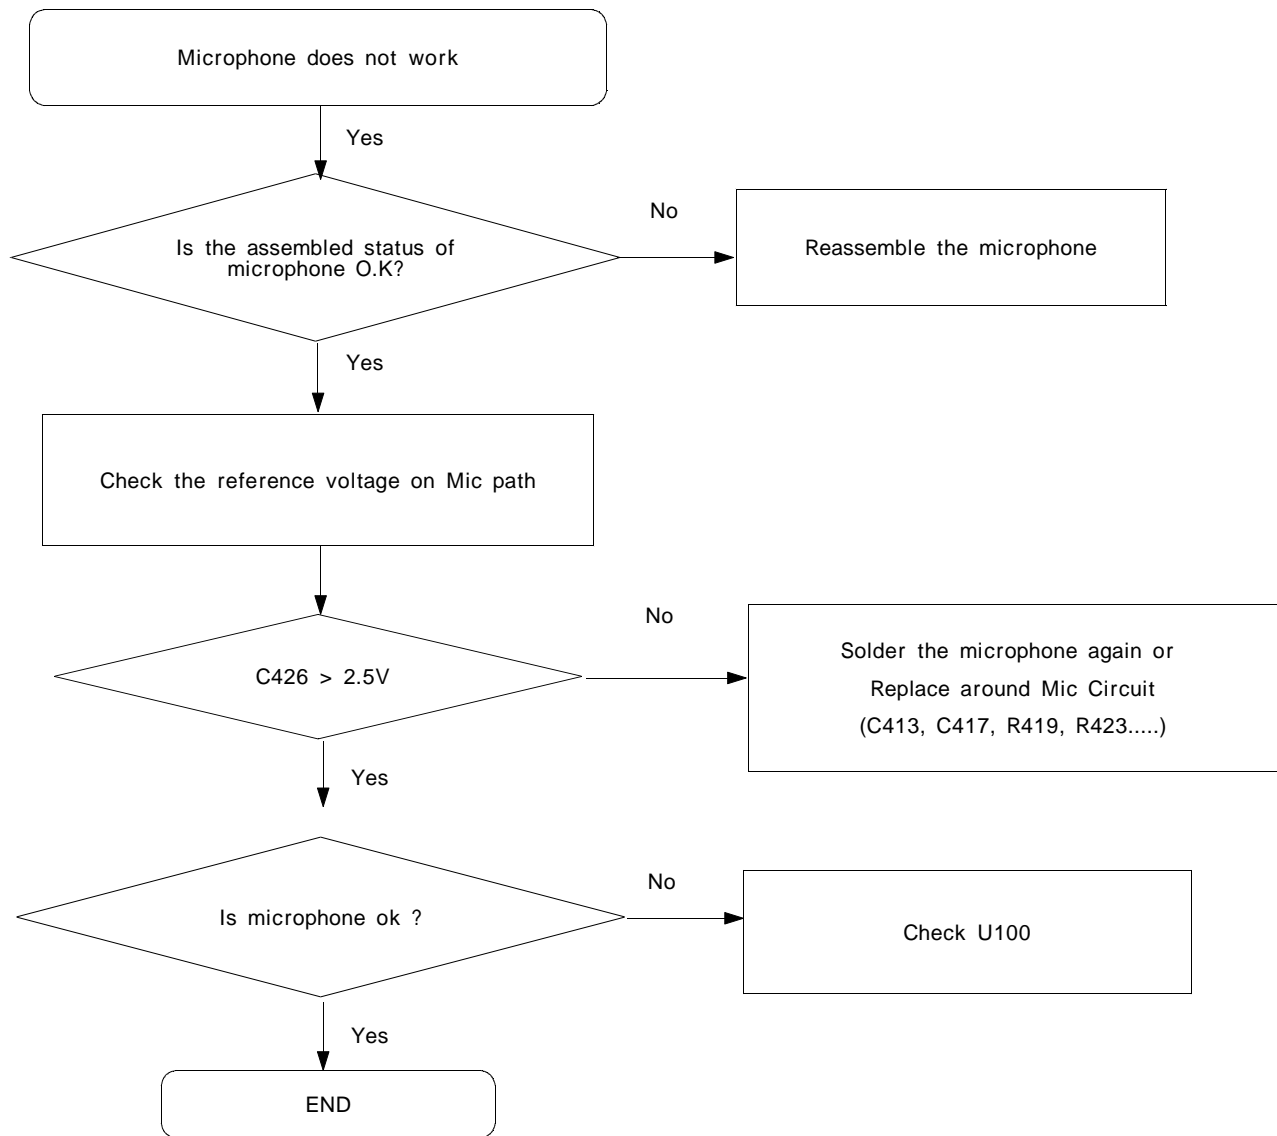 Microphone does not work
Yes
Is the assembled status of
microphone O.K?
No
Reassemble the microphone
Yes
Check the reference voltage on Mic path
C426 > 2.5V
No
Solder the microphone again or
Replace around Mic Circuit
(C413, C417, R419, R423.....)
Yes
Is microphone ok ?
No
Check U100
Yes
END